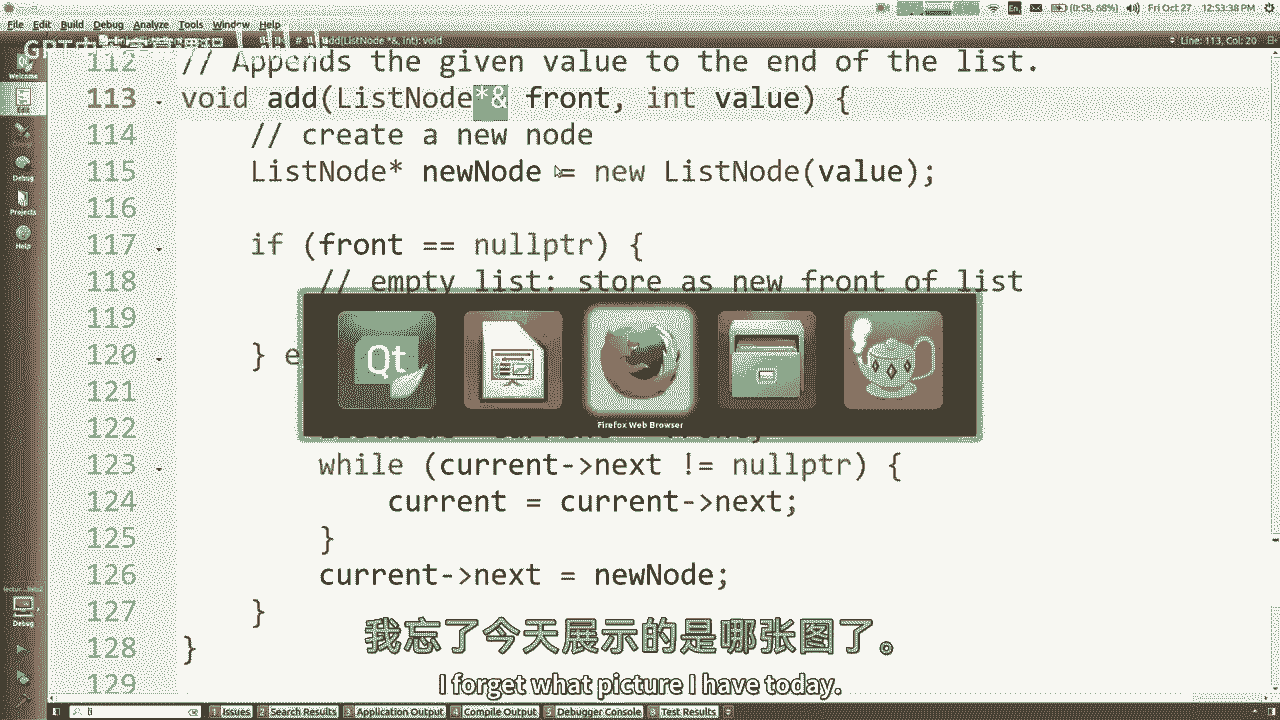 File Edit Build Debug Analyze Tools Window Help
(0:58, 68%) Fri Oct 27 12:53:38 PM
add(ListNode *&, int): void
Line: 113, Col: 20
Welcome
112 // Appends the given value to the end of the list.
113 void add(ListNode*& front, int value) {
114 // create a new node
115 ListNode* newNode = new ListNode(value);
116
117 if (front == nullptr) {
118 // empty list: store as new front of list
119
120 } e
121
122
123 while (current->next != nullptr) {
124 current = current->next;
125 }
126 current->next = newNode;
127 }
128 }
129
Debug
Projects
Help
Debug
Qt
Firefox Web Browser
我忘了今天展示的是哪张图了。
I forget what picture I have today.
1 Issues 2 Search Results 3 Application Output 4 Compile Output 5 Debugger Console 8 Test Results